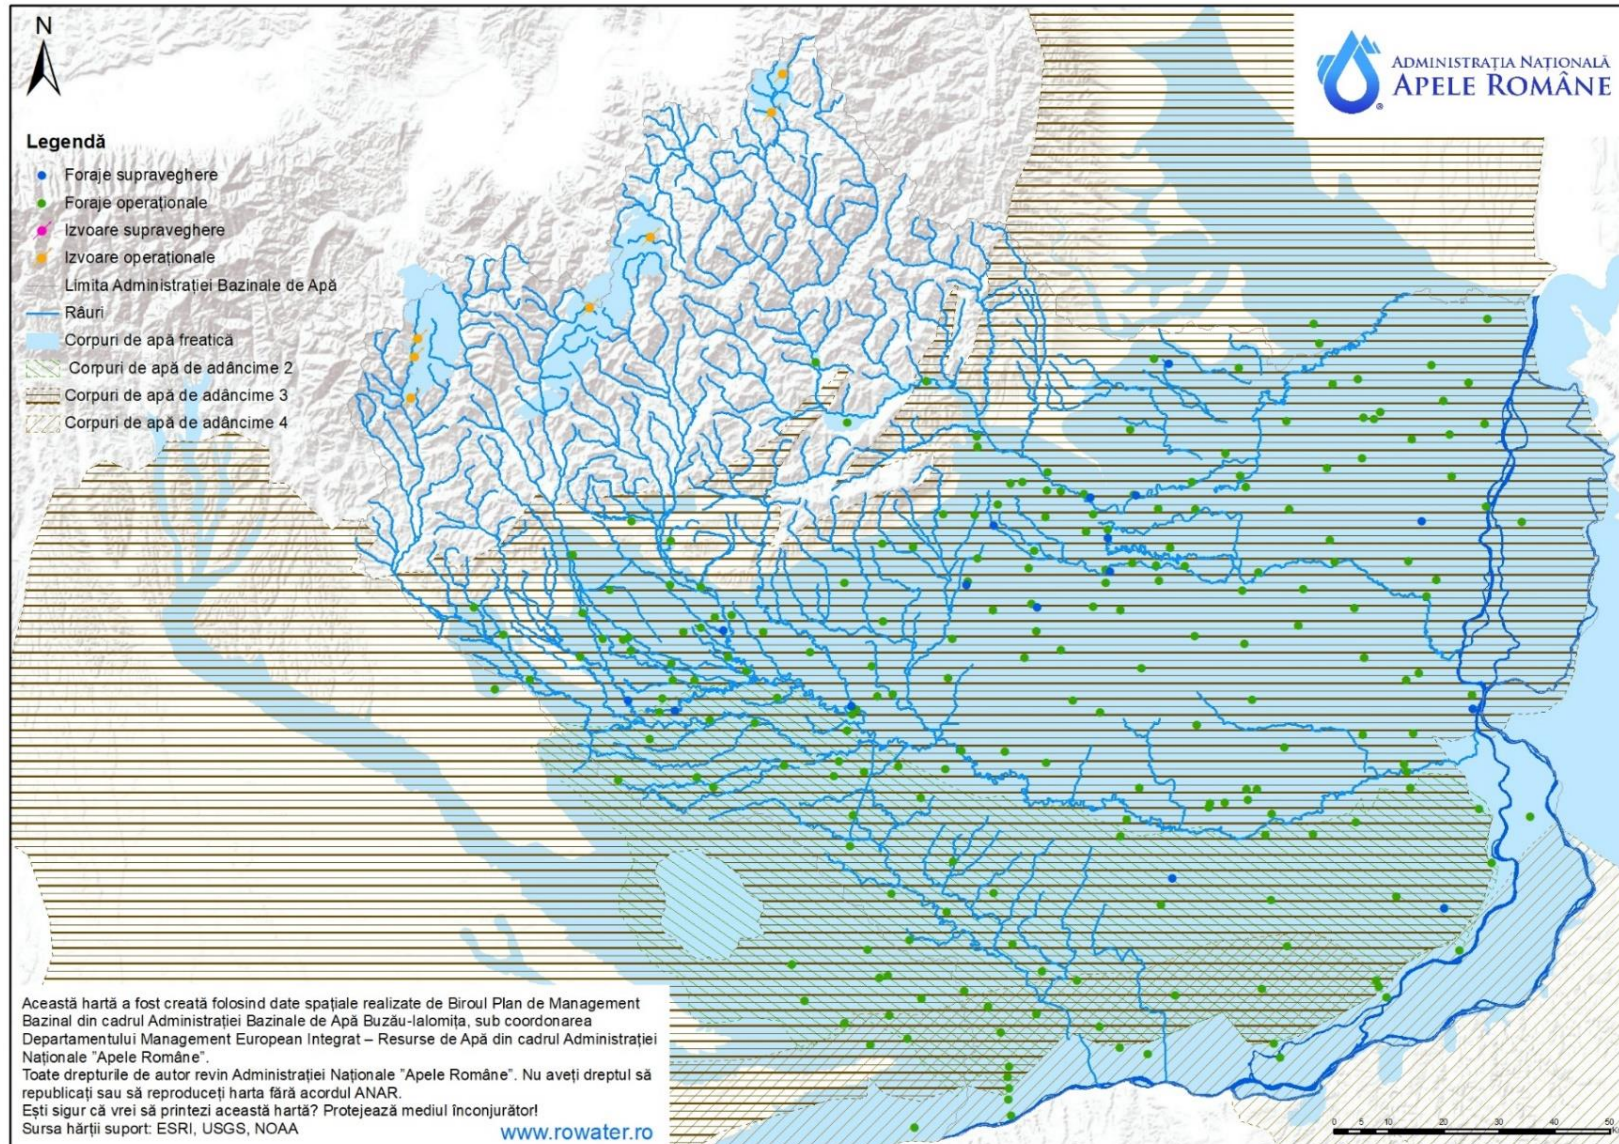 N
ADMINISTRAȚIA NAȚIONALĂ
APELE ROMÂNE
®
Legendă
Foraje supraveghere
Foraje operaționale
Izvoare supraveghere
Izvoare operaționale
Limita Administrației Bazinale de Apă
Râuri
Corpuri de apă freatică
Corpuri de apă de adâncime 2
Corpuri de apă de adâncime 3
Corpuri de apă de adâncime 4
Această hartă a fost creată folosind date spațiale realizate de Biroul Plan de Management
Bazinal din cadrul Administrației Bazinale de Apă Buzău-Ialomița, sub coordonarea
Departamentului Management European Integrat – Resurse de Apă din cadrul Administrației
Naționale "Apele Române".
Toate drepturile de autor revin Administrației Naționale "Apele Române". Nu aveți dreptul să
republicați sau să reproduceți harta fără acordul ANAR.
Ești sigur că vrei să printezi această hartă? Protejează mediul înconjurător!
Sursa hărții suport: ESRI, USGS, NOAA
www.rowater.ro
0 5 10 20 30 40 50